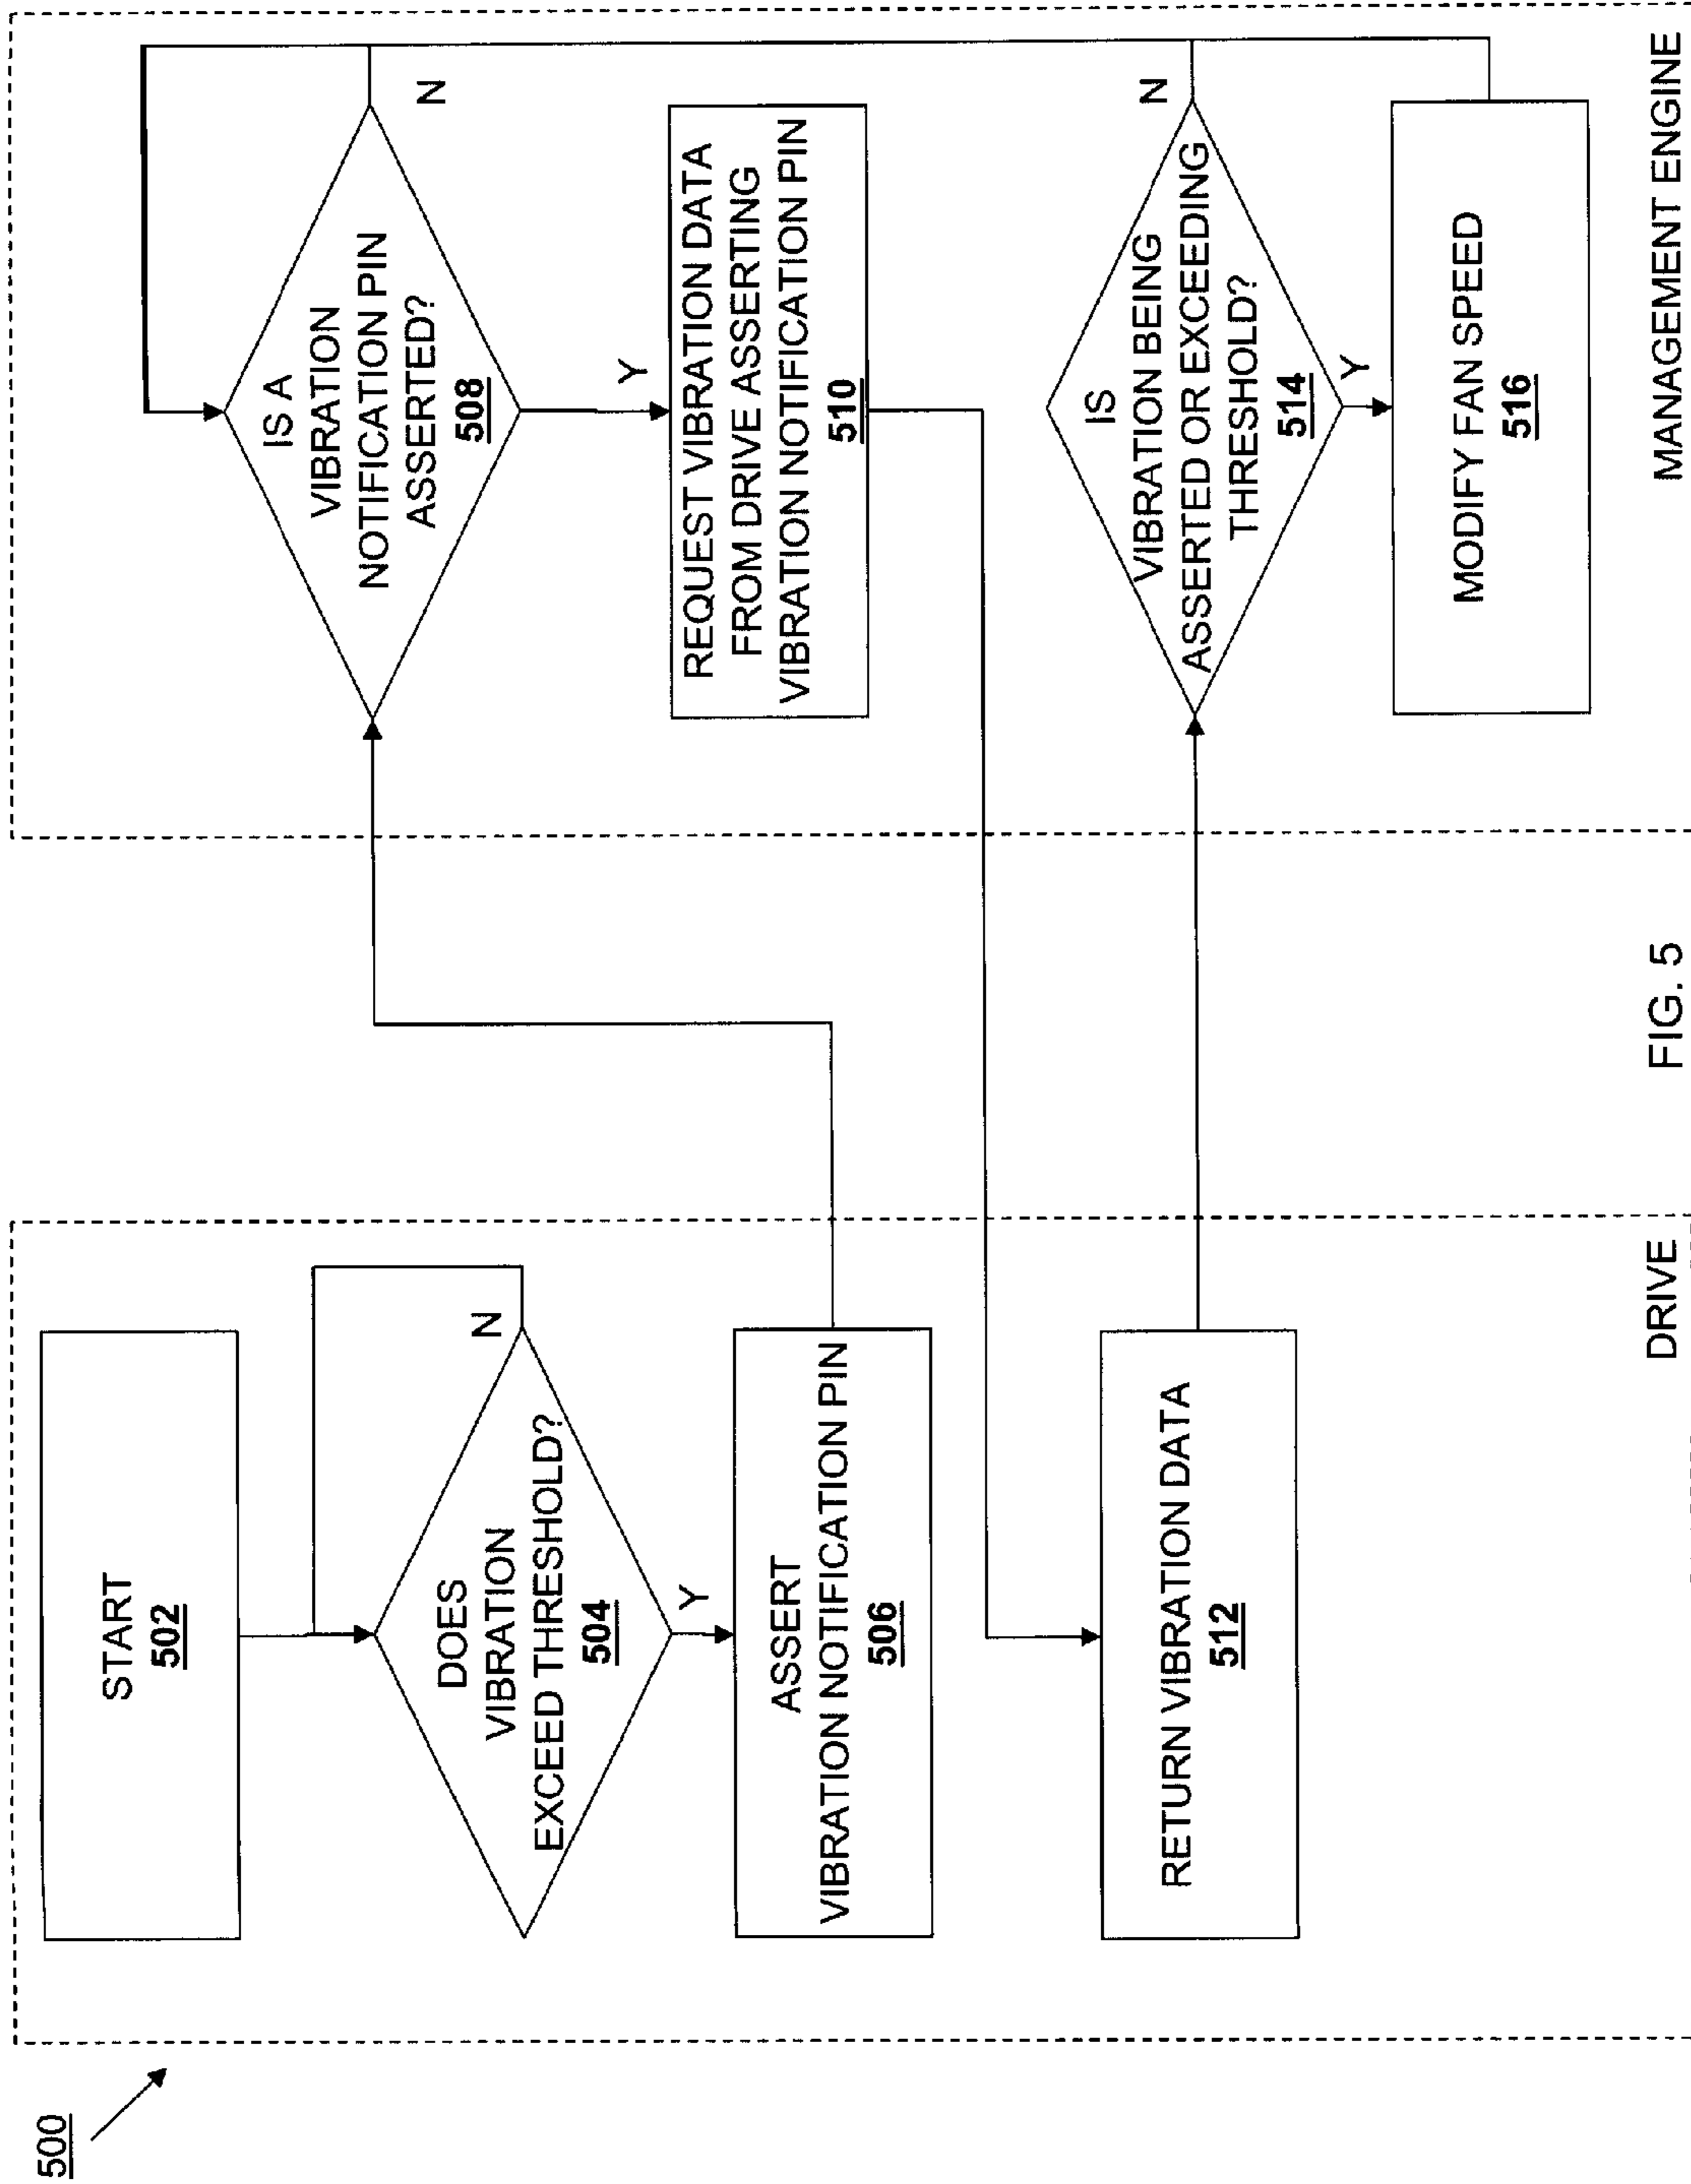 500
START
502
DOES
VIBRATION
EXCEED THRESHOLD?
504
N
Y
ASSERT
VIBRATION NOTIFICATION PIN
506
RETURN VIBRATION DATA
512
DRIVE
IS A
VIBRATION
NOTIFICATION PIN
ASSERTED?
508
N
Y
REQUEST VIBRATION DATA
FROM DRIVE ASSERTING
VIBRATION NOTIFICATION PIN
510
IS
VIBRATION BEING
ASSERTED OR EXCEEDING
THRESHOLD?
514
N
Y
MODIFY FAN SPEED
516
MANAGEMENT ENGINE
FIG. 5